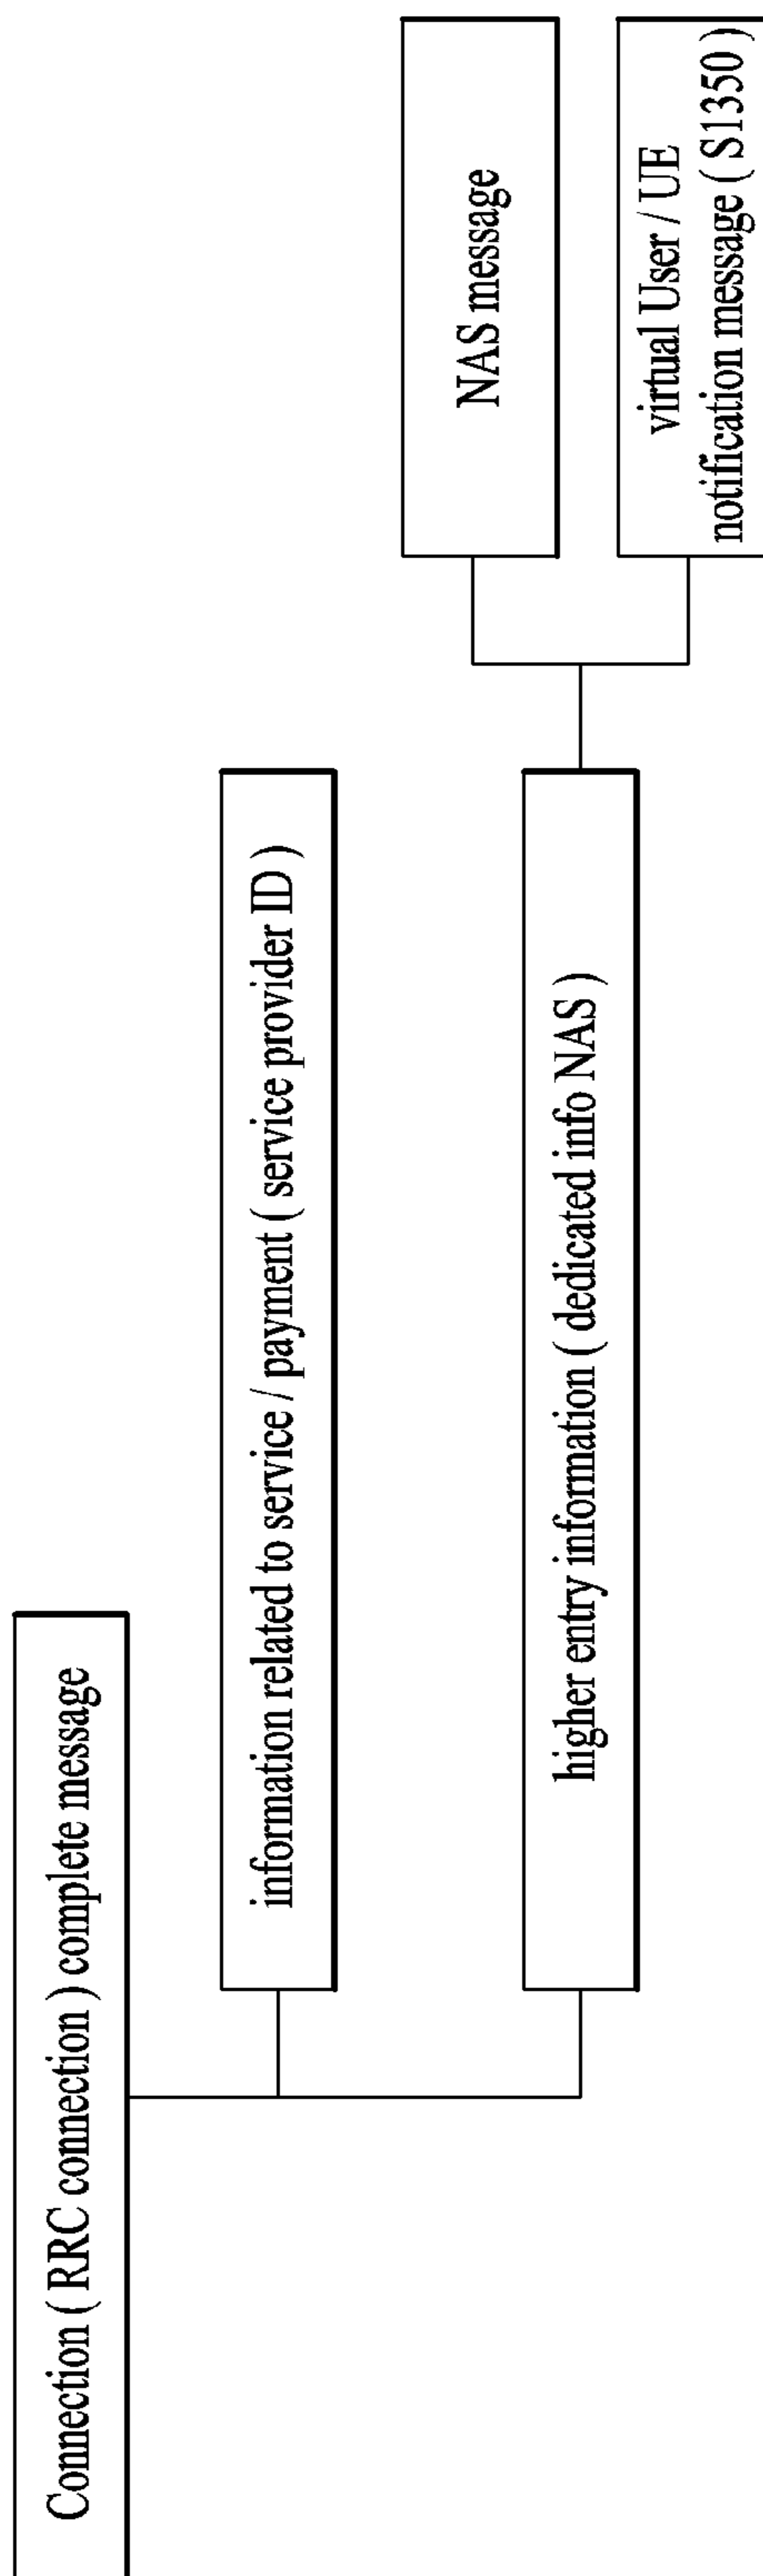 Connection ( RRC connection ) complete message
information related to service / payment ( service provider ID )
higher entry information ( dedicated info NAS )
NAS message
virtual User / UE
notification message ( S1350 )